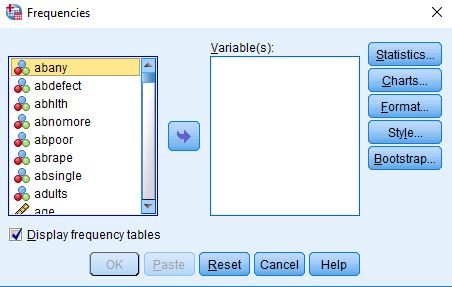 Frequencies
Variable(s):
abany
abdefect
abhlth
abnomore
abpoor
abrape
absingle
adults
age
Statistics...
Charts...
Format...
Style...
Bootstrap...
Display frequency tables
OK
Paste
Reset
Cancel
Help